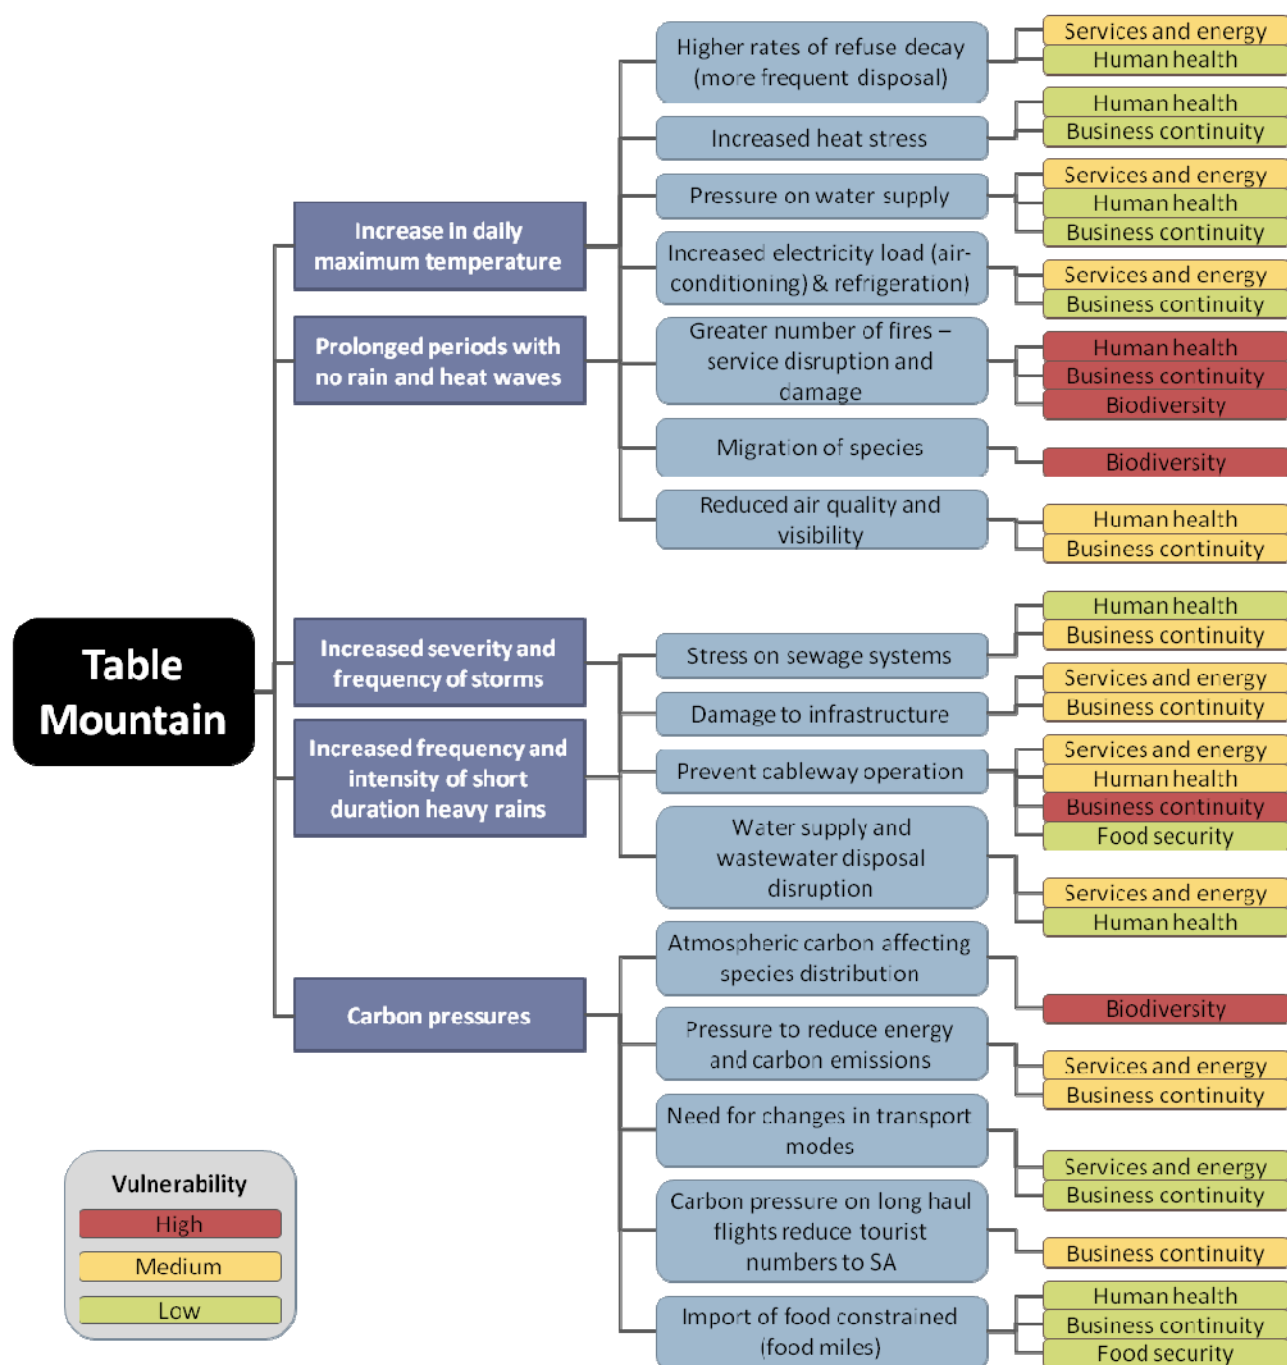 Table
Mountain
Increase in daily
maximum temperature
Prolonged periods with
no rain and heat waves
Higher rates of refuse decay
(more frequent disposal)
Services and energy
Human health
Increased heat stress
Human health
Business continuity
Pressure on water supply
Services and energy
Human health
Business continuity
Increased electricity load (air-
conditioning) & refrigeration)
Services and energy
Business continuity
Greater number of fires –
service disruption and
damage
Human health
Business continuity
Biodiversity
Migration of species
Biodiversity
Reduced air quality and
visibility
Human health
Business continuity
Increased severity and
frequency of storms
Increased frequency and
intensity of short
duration heavy rains
Stress on sewage systems
Human health
Business continuity
Damage to infrastructure
Services and energy
Business continuity
Prevent cableway operation
Services and energy
Human health
Business continuity
Food security
Water supply and
wastewater disposal
disruption
Services and energy
Human health
Carbon pressures
Atmospheric carbon affecting
species distribution
Biodiversity
Pressure to reduce energy
and carbon emissions
Services and energy
Business continuity
Need for changes in transport
modes
Services and energy
Business continuity
Carbon pressure on long haul
flights reduce tourist
numbers to SA
Business continuity
Import of food constrained
(food miles)
Human health
Business continuity
Food security
Vulnerability
High
Medium
Low